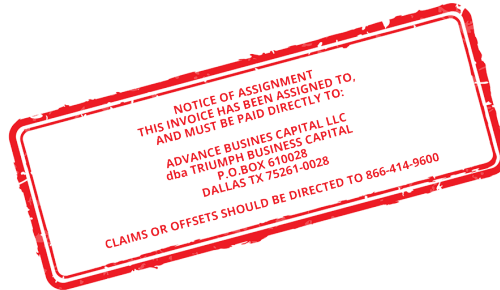 NOTICE OF ASSIGNMENT
THIS INVOICE HAS BEEN ASSIGNED TO,
AND MUST BE PAID DIRECTLY TO:
ADVANCE BUSINES CAPITAL LLC
dba TRIUMPH BUSINESS CAPITAL
P.O.BOX 610028
DALLAS TX 75261-0028
CLAIMS OR OFFSETS SHOULD BE DIRECTED TO 866-414-9600